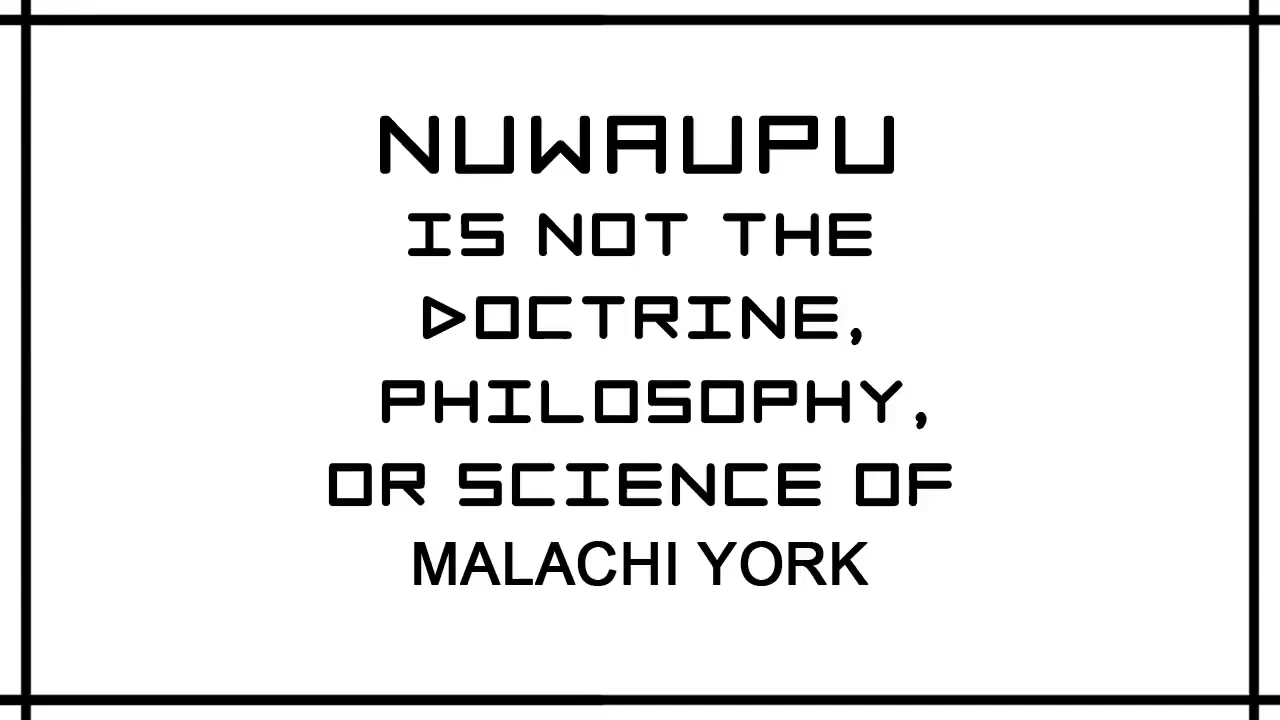 NUWAUPU
IS NOT THE
DOCTRINE,
PHILOSOPHY,
OR SCIENCE OF
MALACHI YORK